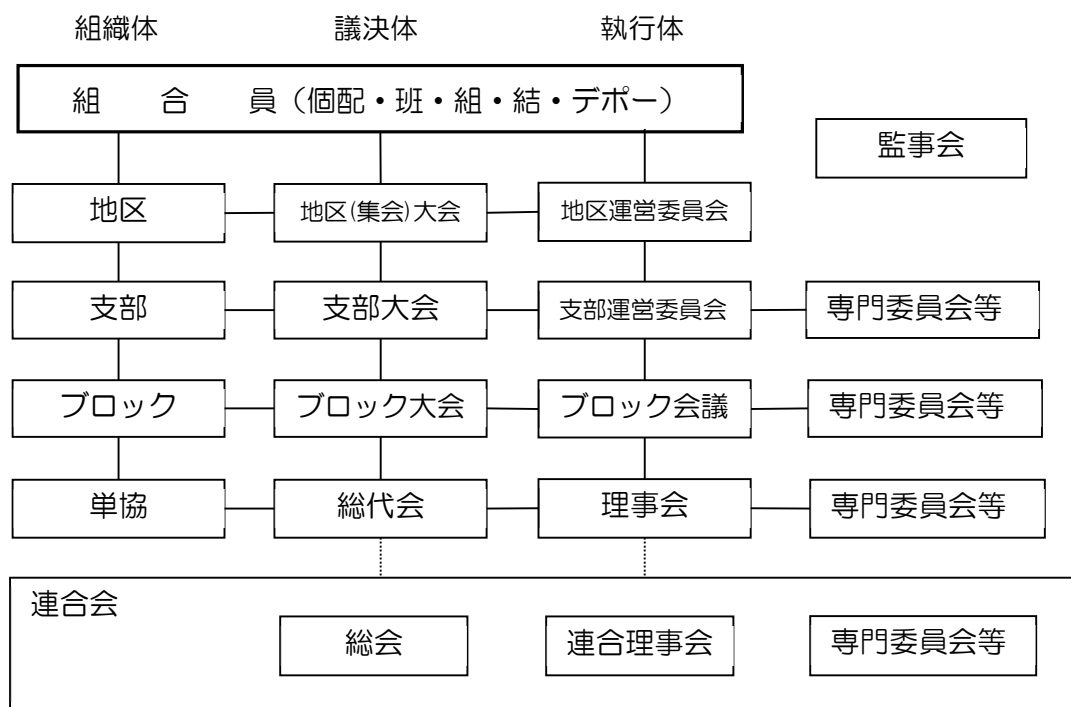 組織体 議決体 執行体
組 合 員(個配・班・組・結・デポー)
監事会
地区 地区(集会)大会 地区運営委員会
支部 支部大会 支部運営委員会 専門委員会等
ブロック ブロック大会 ブロック会議 専門委員会等
単協 総代会 理事会 専門委員会等
連合会
総会 連合理事会 専門委員会等